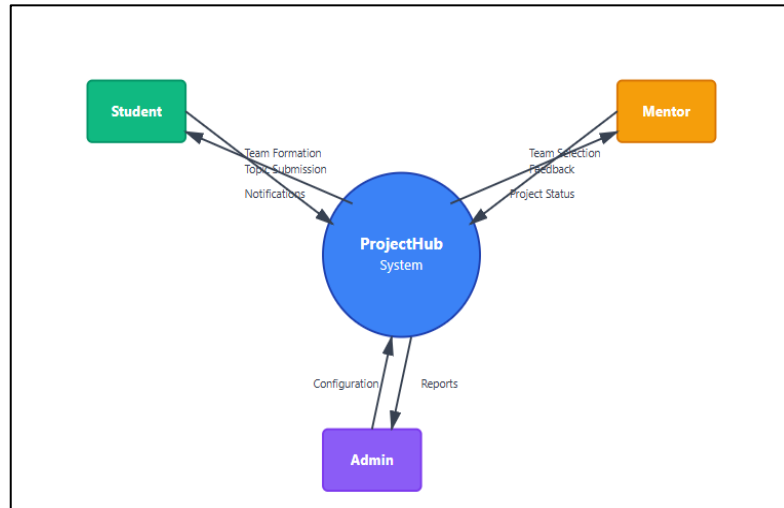 Student
Mentor
Team Formation
Topic Submission
Notifications
Team Selection
Feedback
Project Status
ProjectHub
System
Configuration
Reports
Admin